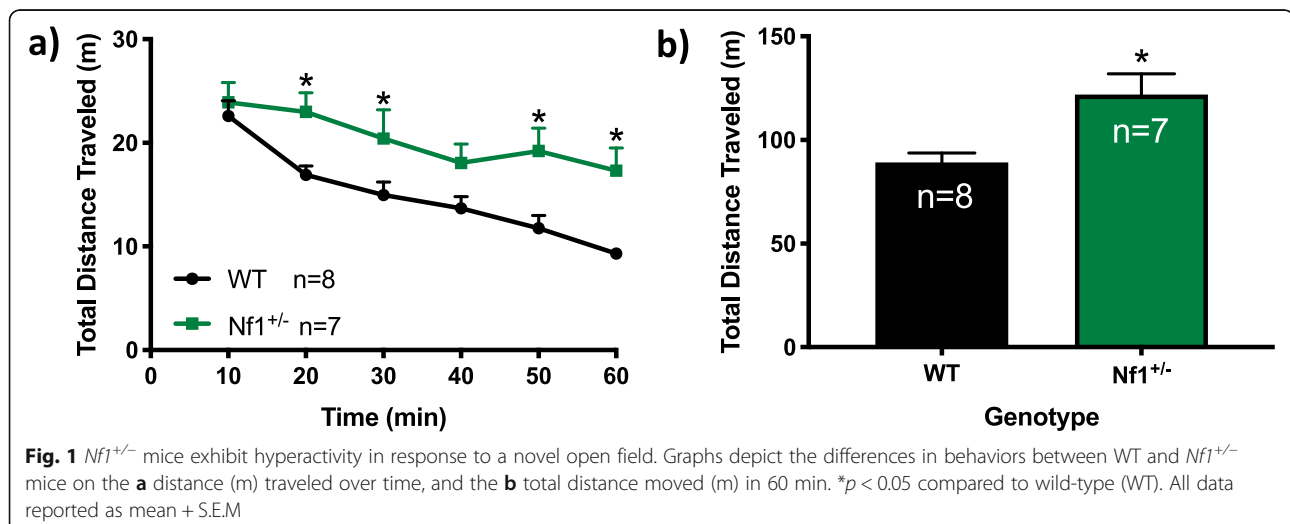 a)
Total Distance Traveled (m)
30
20
10
0
* * * *
WT n=8
Nf1+/- n=7
0 10 20 30 40 50 60
Time (min)
b)
Total Distance Traveled (m)
150
100
50
0
*
n=8
n=7
WT Nf1+/-
Genotype
Fig. 1 Nf1+/− mice exhibit hyperactivity in response to a novel open field. Graphs depict the differences in behaviors between WT and Nf1+/−
mice on the a distance (m) traveled over time, and the b total distance moved (m) in 60 min. *p < 0.05 compared to wild-type (WT). All data
reported as mean + S.E.M